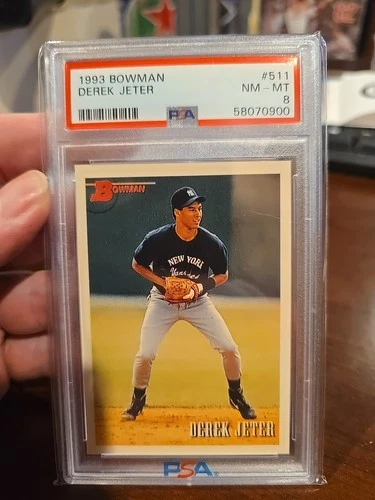 1993 BOWMAN #511
DEREK JETER NM - MT
8
PSA 58070900
BOWMAN
NEW YORK
Yankees
DEREK JETER
PSA